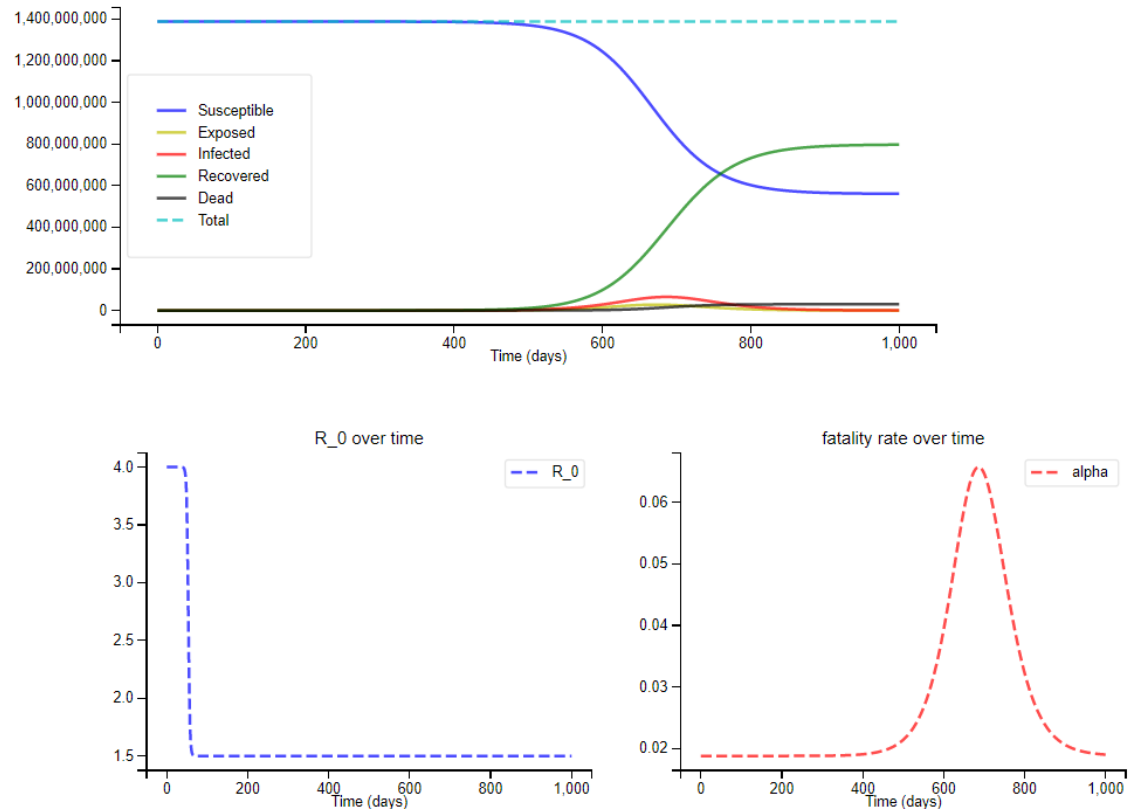 1,400,000,000
1,200,000,000
1,000,000,000
800,000,000
600,000,000
400,000,000
200,000,000
0
Susceptible
Exposed
Infected
Recovered
Dead
Total
0 200 400 600 800 1,000
Time (days)
R_0 over time
R_0
4.0
3.5
3.0
2.5
2.0
1.5
0 200 400 600 800 1,000
Time (days)
fatality rate over time
alpha
0.06
0.05
0.04
0.03
0.02
0 200 400 600 800 1,000
Time (days)